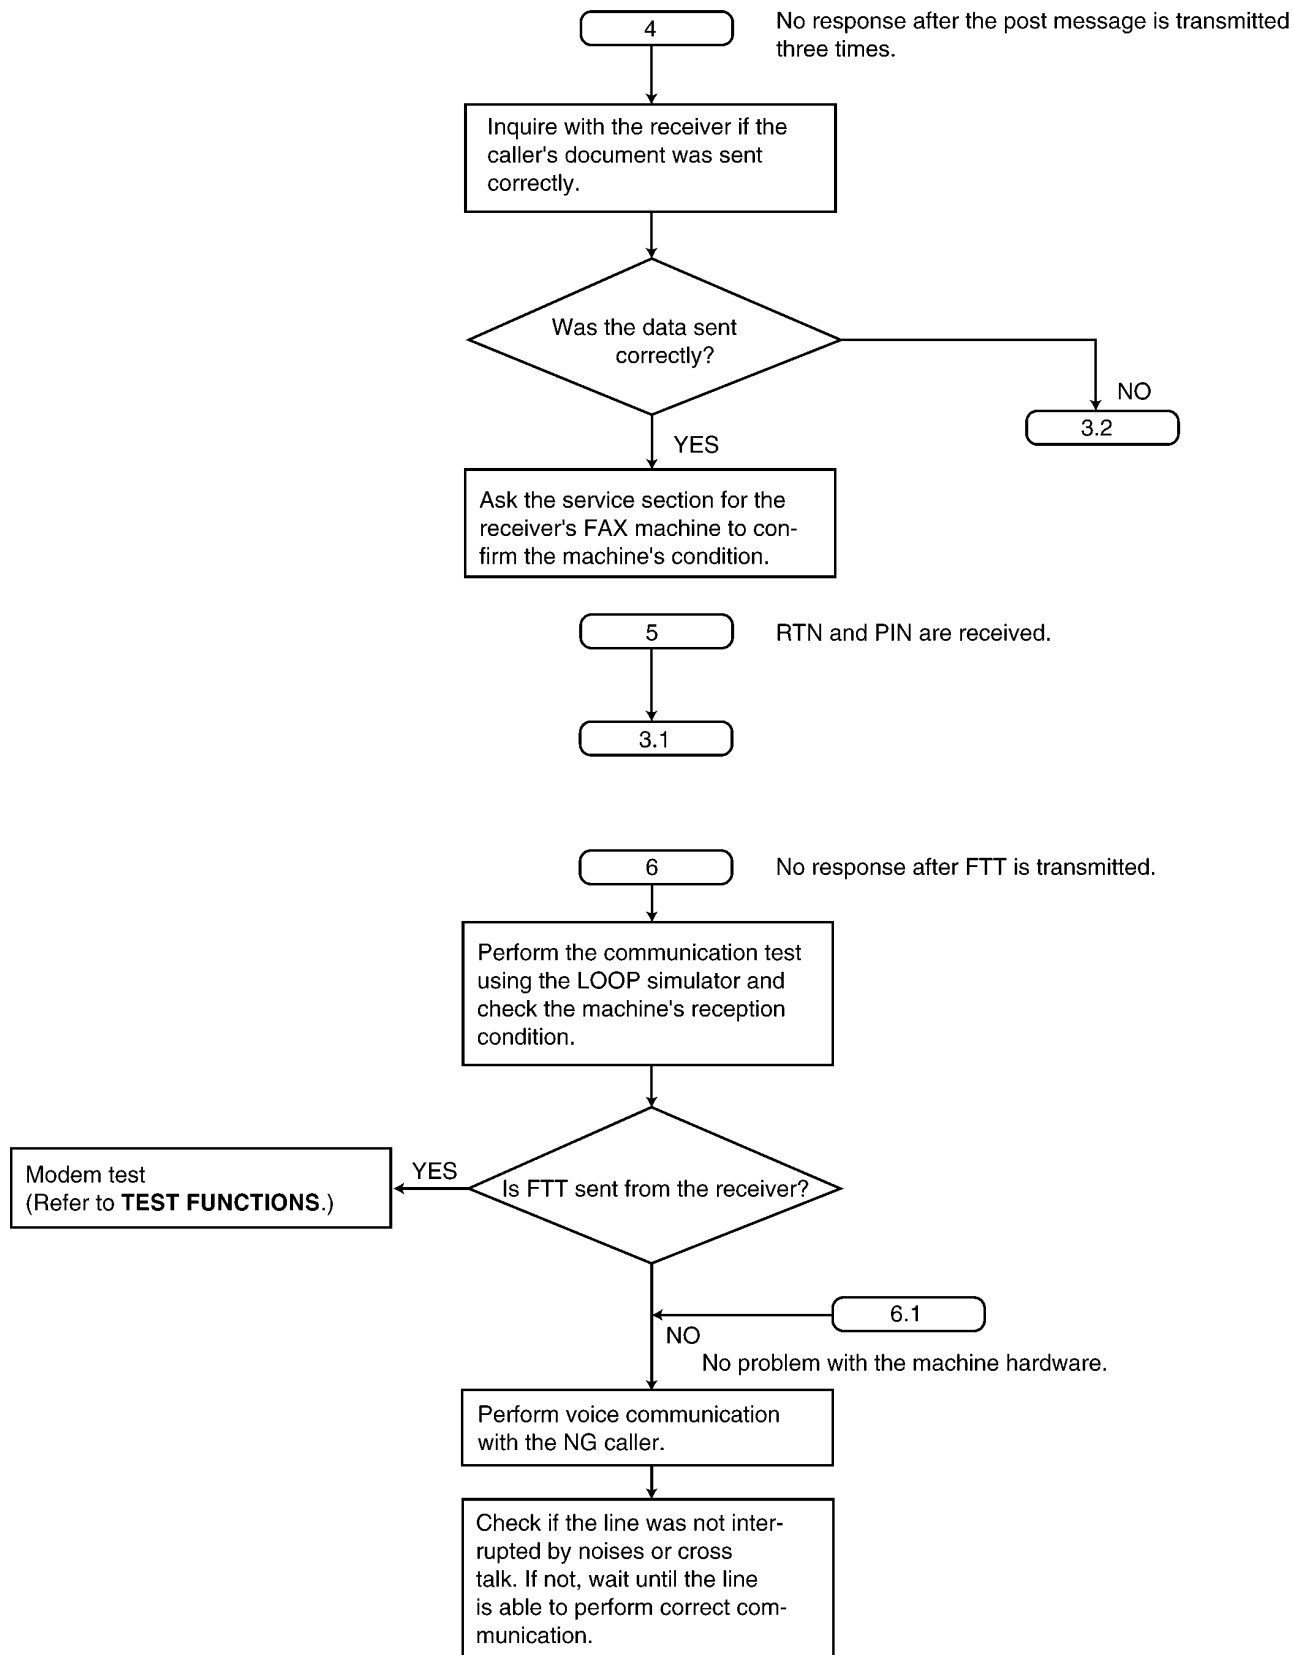 4
No response after the post message is transmitted
three times.
Inquire with the receiver if the
caller's document was sent
correctly.
Was the data sent
correctly?
NO
3.2
YES
Ask the service section for the
receiver's FAX machine to con-
firm the machine's condition.
5
RTN and PIN are received.
3.1
6
No response after FTT is transmitted.
Perform the communication test
using the LOOP simulator and
check the machine's reception
condition.
Modem test
(Refer to TEST FUNCTIONS.)
YES
Is FTT sent from the receiver?
6.1
NO
No problem with the machine hardware.
Perform voice communication
with the NG caller.
Check if the line was not inter-
rupted by noises or cross
talk. If not, wait until the line
is able to perform correct com-
munication.